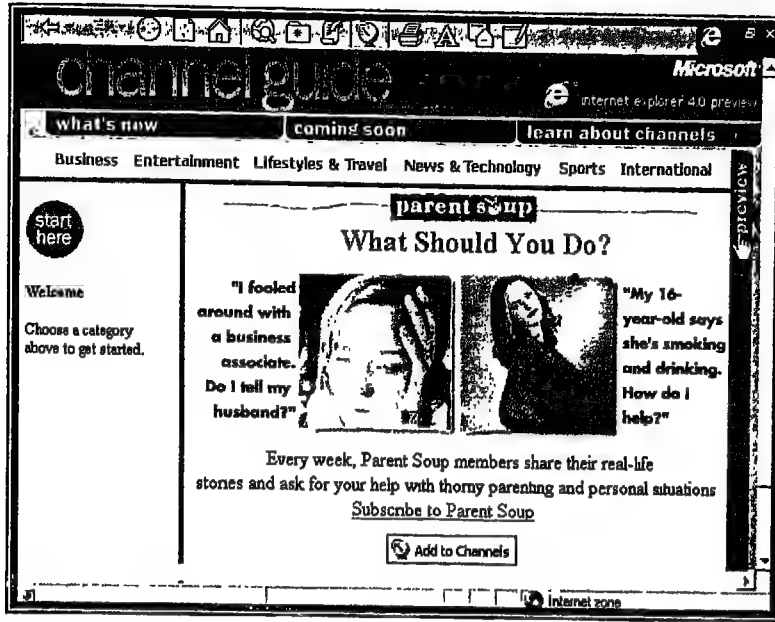 channel guide
Microsoft
internet explorer 4.0 preview
what's now
coming soon
learn about channels
Business Entertainment Lifestyles & Travel News & Technology Sports International
preview
start
here
Welcome
Choose a category
above to get started.
parent soup
What Should You Do?
"I fooled
around with
a business
associate.
Do I tell my
husband?"
"My 16-
year-old says
she's smoking
and drinking.
How do I
help?"
Every week, Parent Soup members share their real-life
stories and ask for your help with thorny parenting and personal situations
Subscribe to Parent Soup
Add to Channels
Internet zone